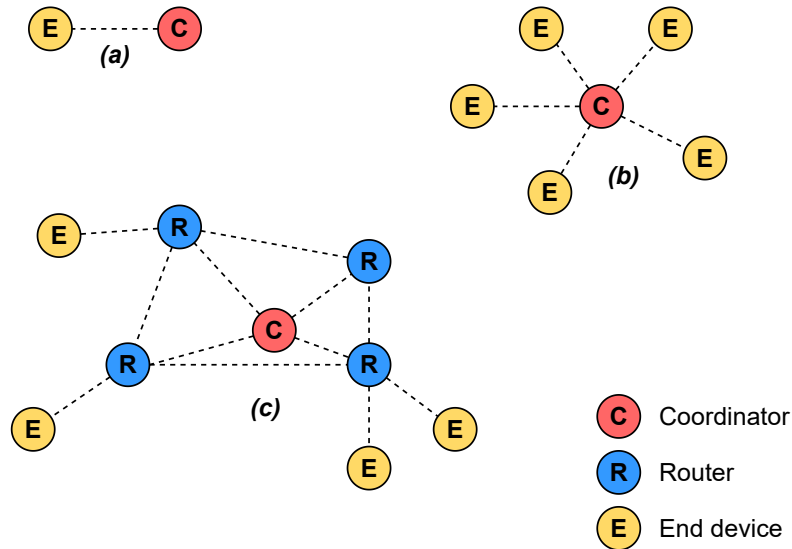 E C
(a)
E E
E C
E
E
(b)
E R
R
C
R R
(c)
E E
E
C Coordinator
R Router
E End device